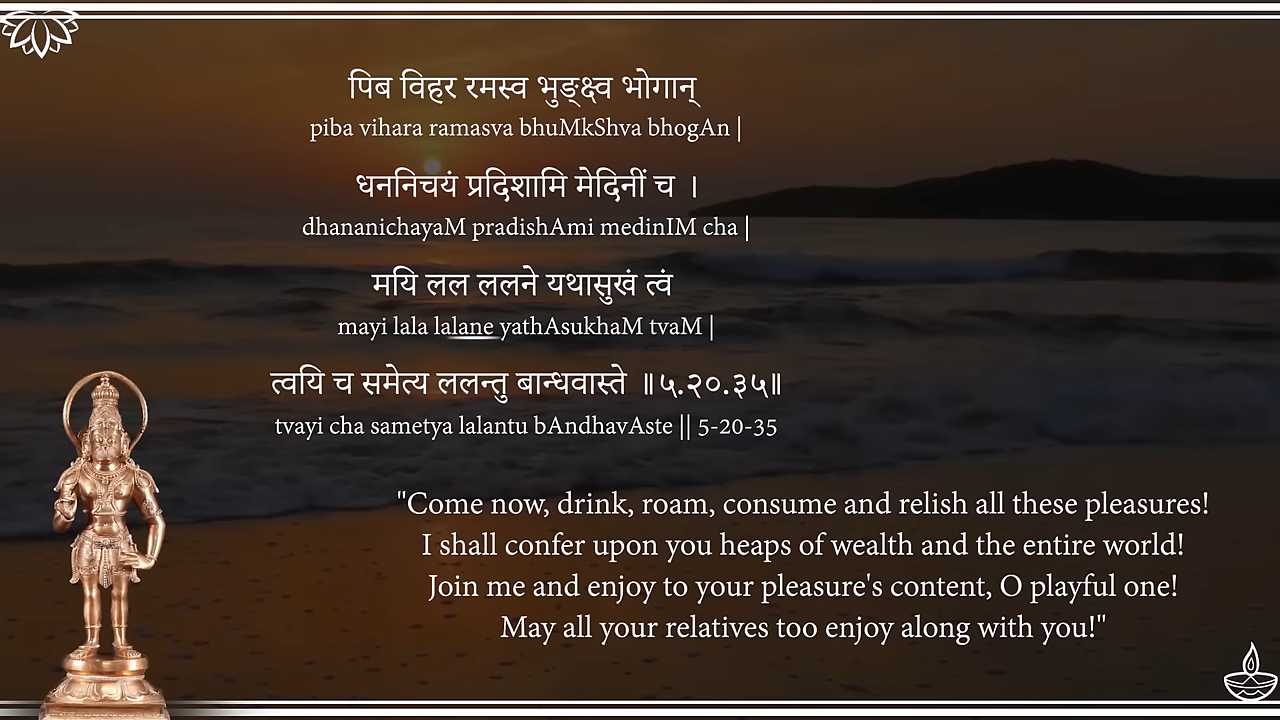 पिब विहर रमस्व भुङ्क्ष्व भोगान्
piba vihara ramasva bhuMkShva bhogAn |
धननिचयं प्रदिशामि मेदिनीं च ।
dhananichayaM pradishAmi medinIM cha |
मयि लल ललने यथासुखं त्वं
mayi lala lalane yathAsukhaM tvaM |
त्वयि च समेत्य ललन्तु बान्धवास्ते ॥५.२०.३५॥
tvayi cha sametya lalantu bAndhavAste || 5-20-35
"Come now, drink, roam, consume and relish all these pleasures!
I shall confer upon you heaps of wealth and the entire world!
Join me and enjoy to your pleasure's content, O playful one!
May all your relatives too enjoy along with you!"